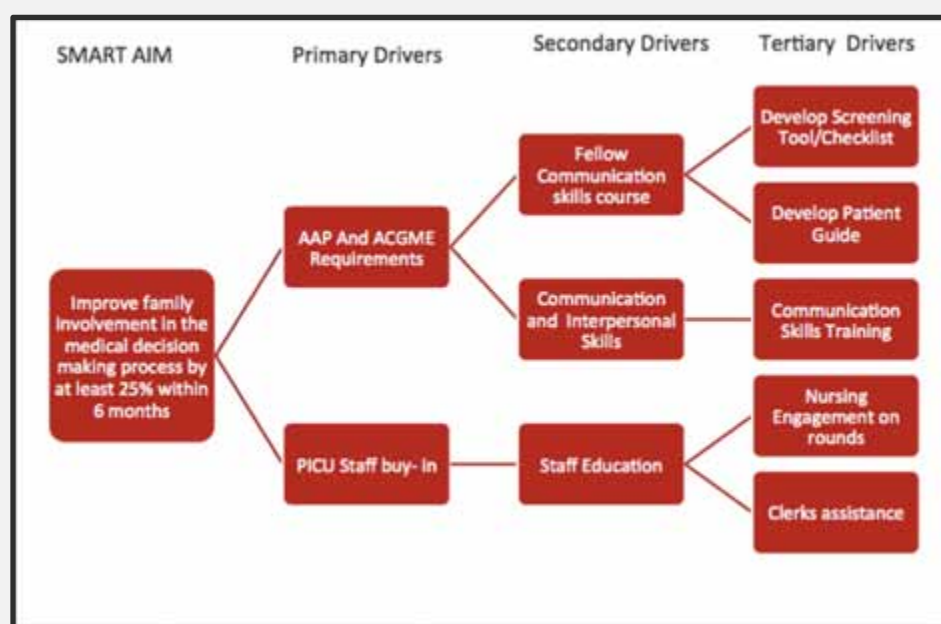 SMART AIM
Primary Drivers
Secondary Drivers
Tertiary Drivers
Improve family
involvement in the
medical decision
making process by
at least 25% within
6 months
AAP And ACGME
Requirements
PICU Staff buy- in
Fellow
Communication
skills course
Communication
and Interpersonal
Skills
Staff Education
Develop Screening
Tool/Checklist
Develop Patient
Guide
Communication
Skills Training
Nursing
Engagement on
rounds
Clerks assistance